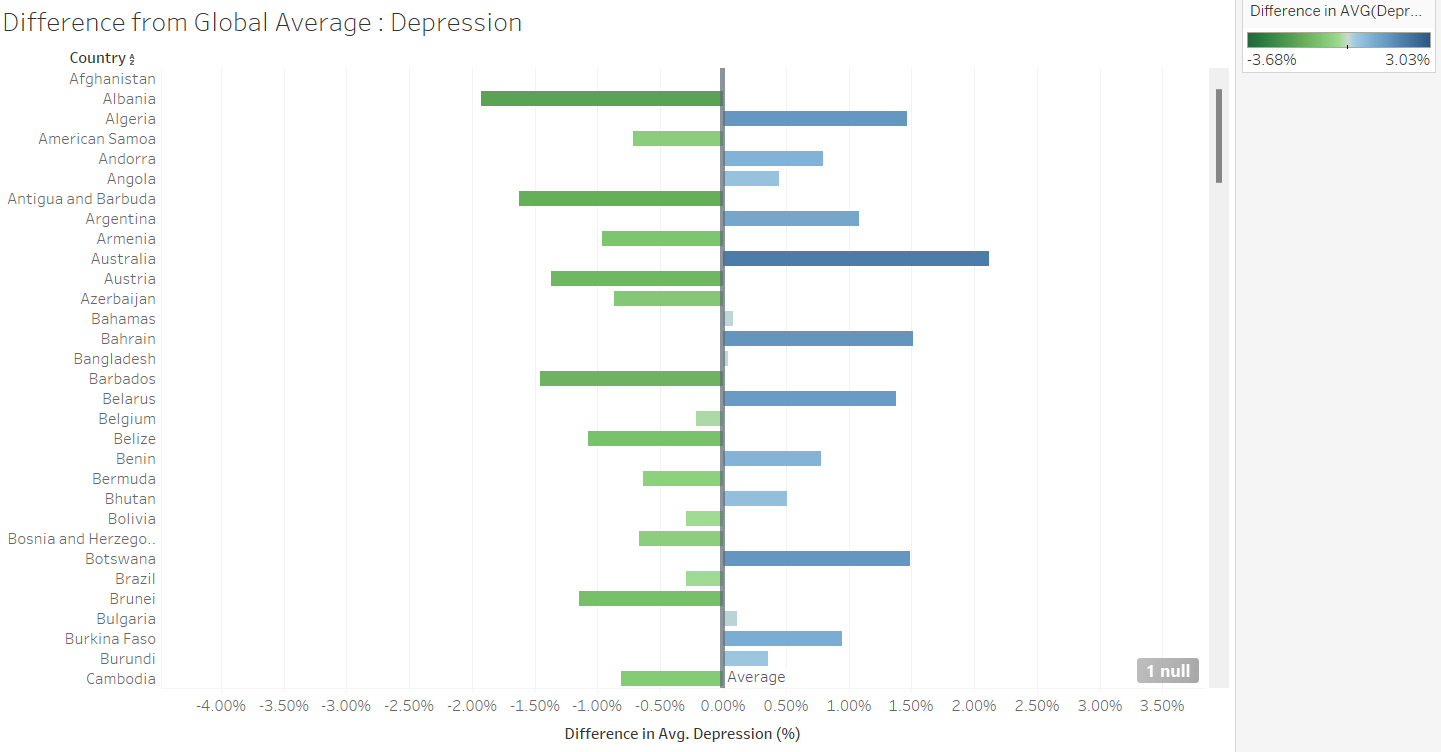 Difference from Global Average : Depression
Difference in AVG(Depr...
-3.68% 3.03%
Country
Afghanistan
Albania
Algeria
American Samoa
Andorra
Angola
Antigua and Barbuda
Argentina
Armenia
Australia
Austria
Azerbaijan
Bahamas
Bahrain
Bangladesh
Barbados
Belarus
Belgium
Belize
Benin
Bermuda
Bhutan
Bolivia
Bosnia and Herzego..
Botswana
Brazil
Brunei
Bulgaria
Burkina Faso
Burundi
1 null
Cambodia
Average
-4.00% -3.50% -3.00% -2.50% -2.00% -1.50% -1.00% -0.50% 0.00% 0.50% 1.00% 1.50% 2.00% 2.50% 3.00% 3.50%
Difference in Avg. Depression (%)